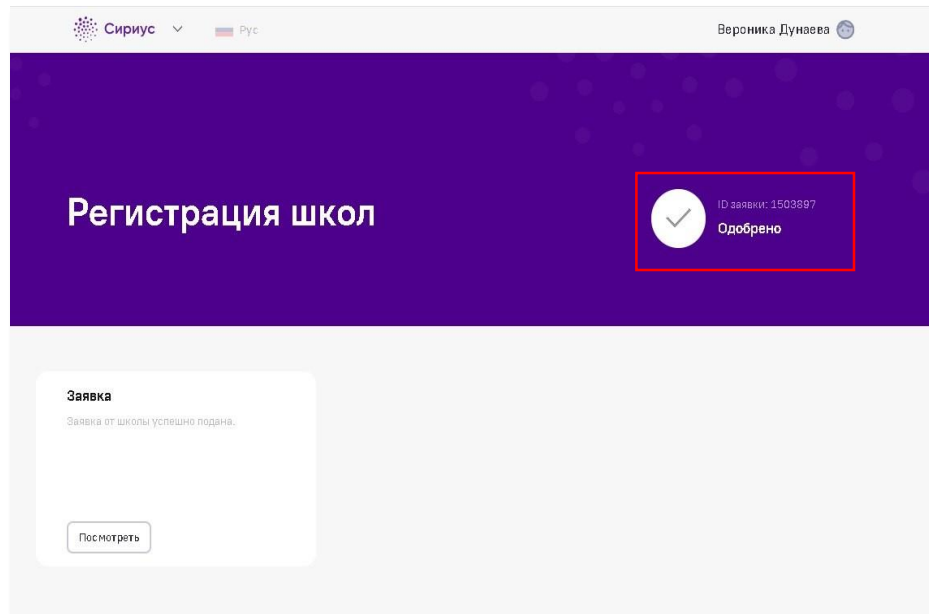 Сириус
Рус
Вероника Дунаева
Регистрация школ
ID заявки: 1503897
Одобрено
Заявка
Заявка от школы успешно подана.
Посмотреть